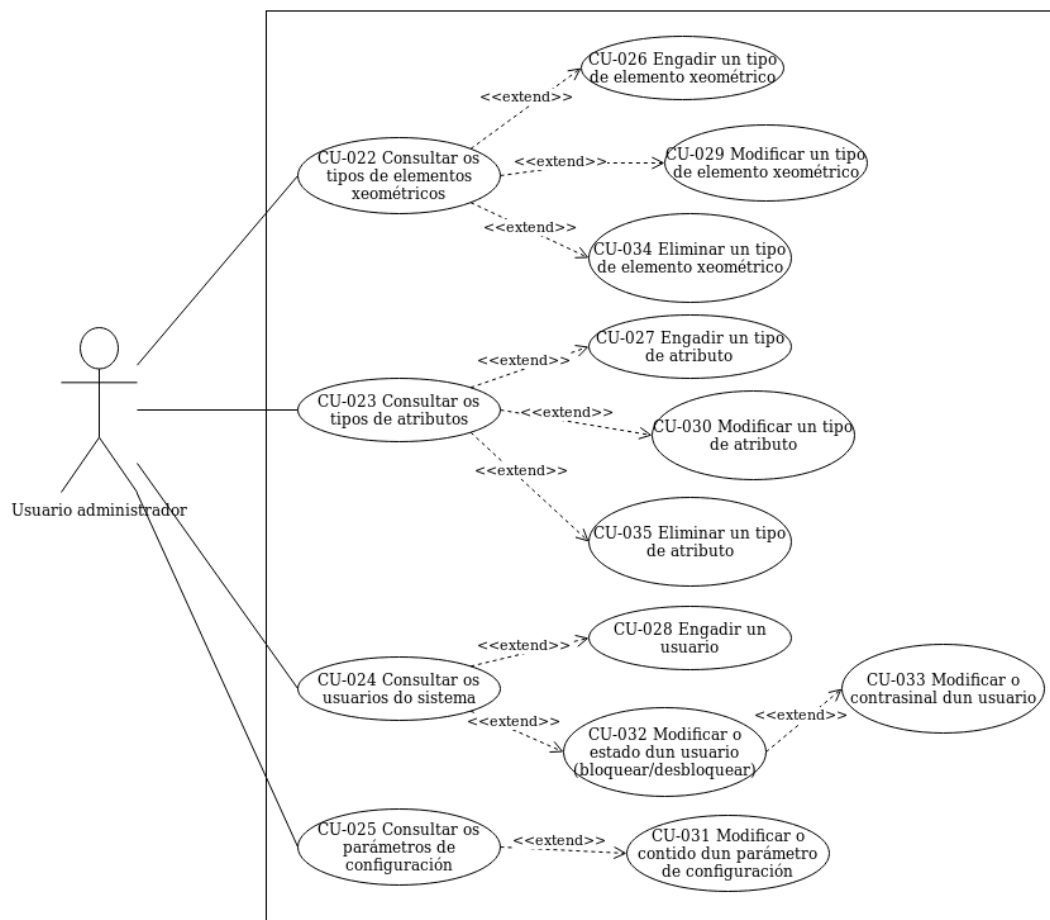 CU-026 Engadir un tipo
de elemento xeométrico
<<extend>>
CU-022 Consultar os
tipos de elementos
xeométricos
<<extend>>
CU-029 Modificar un tipo
de elemento xeométrico
<<extend>>
CU-034 Eliminar un tipo
de elemento xeométrico
CU-027 Engadir un tipo
de atributo
<<extend>>
CU-023 Consultar os
tipos de atributos
<<extend>>
CU-030 Modificar un tipo
de atributo
<<extend>>
CU-035 Eliminar un tipo
de atributo
Usuario administrador
CU-028 Engadir un
usuario
<<extend>>
CU-024 Consultar os
usuarios do sistema
<<extend>>
CU-032 Modificar o
estado dun usuario
(bloquear/desbloquear)
<<extend>>
CU-033 Modificar o
contrasinal dun usuario
CU-025 Consultar os
parámetros de
configuración
<<extend>>
CU-031 Modificar o
contido dun parámetro
de configuración